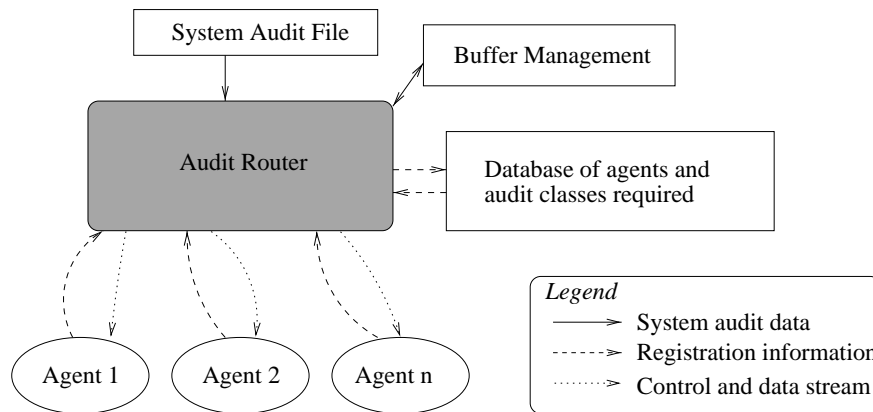 System Audit File
Buffer Management
Audit Router
Database of agents and
audit classes required
Agent 1
Agent 2
Agent n
Legend
System audit data
Registration information
Control and data stream